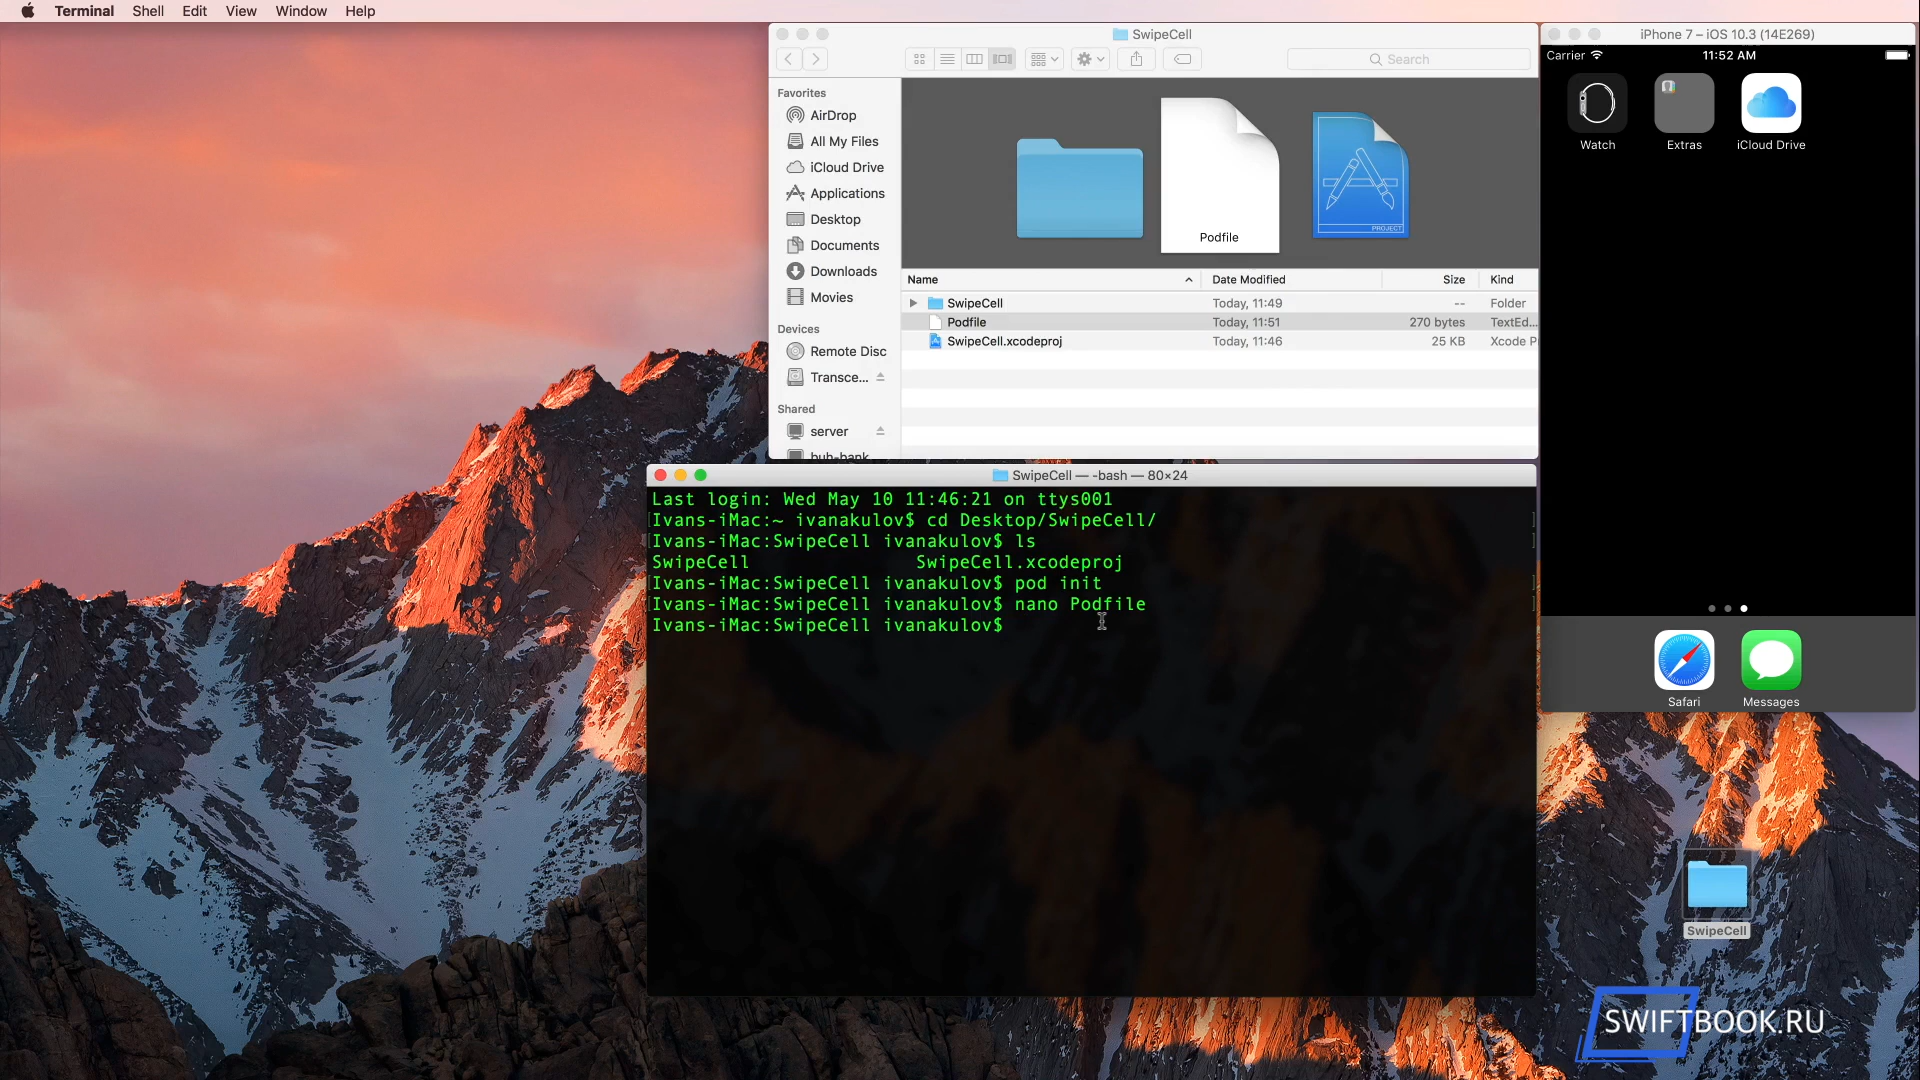 Terminal Shell Edit View Window Help
SwipeCell
Search
Favorites
AirDrop
All My Files
iCloud Drive
Applications
Desktop
Documents
Downloads
Movies
Devices
Remote Disc
Transce...
Shared
server
buh-bank
Podfile
PROJECT
Name Date Modified Size Kind
SwipeCell Today, 11:49 -- Folder
Podfile Today, 11:51 270 bytes TextEd...
SwipeCell.xcodeproj Today, 11:46 25 KB Xcode P
iPhone 7 – iOS 10.3 (14E269)
Carrier 11:52 AM
Watch Extras iCloud Drive
Safari Messages
SwipeCell — -bash — 80×24
Last login: Wed May 10 11:46:21 on ttys001
[Ivans-iMac:~ ivanakulov$ cd Desktop/SwipeCell/ ]
[Ivans-iMac:SwipeCell ivanakulov$ ls ]
SwipeCell SwipeCell.xcodeproj
[Ivans-iMac:SwipeCell ivanakulov$ pod init ]
[Ivans-iMac:SwipeCell ivanakulov$ nano Podfile ]
Ivans-iMac:SwipeCell ivanakulov$
SwipeCell
SWIFTBOOK.RU